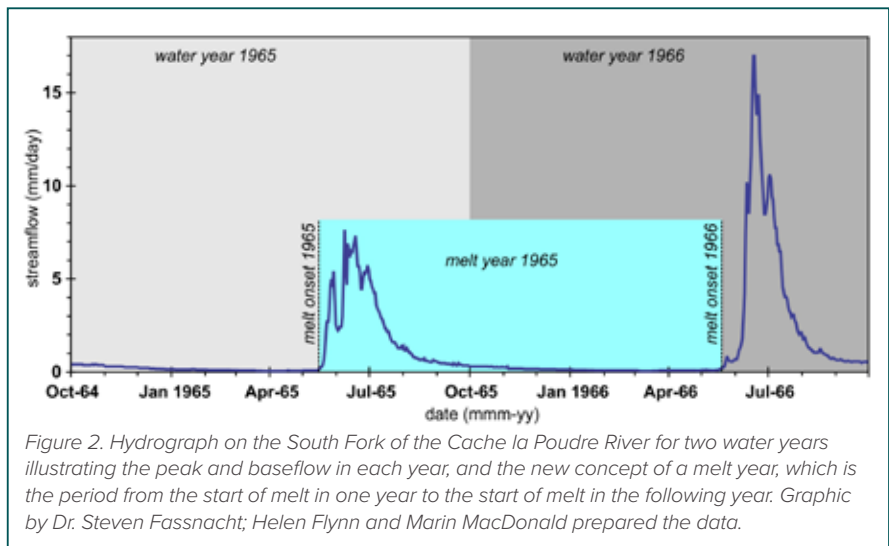 water year 1965
water year 1966
15
10
5
0
streamflow (mm/day)
melt onset 1965
melt year 1965
melt onset 1966
Oct-64
Jan 1965
Apr-65
Jul-65
Oct-65
Jan 1966
Apr-66
Jul-66
date (mmm-yy)
Figure 2. Hydrograph on the South Fork of the Cache la Poudre River for two water years
illustrating the peak and baseflow in each year, and the new concept of a melt year, which is
the period from the start of melt in one year to the start of melt in the following year. Graphic
by Dr. Steven Fassnacht; Helen Flynn and Marin MacDonald prepared the data.